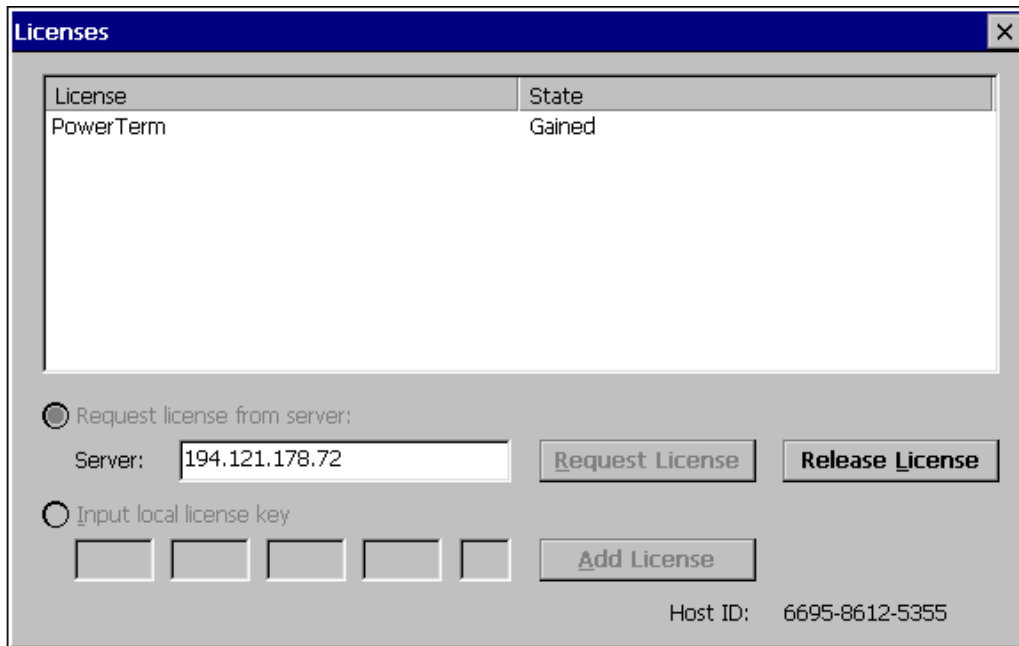 Licenses
License State
PowerTerm Gained
Request license from server:
Server: 194.121.178.72 Request License Release License
Input local license key
Add License
Host ID: 6695-8612-5355